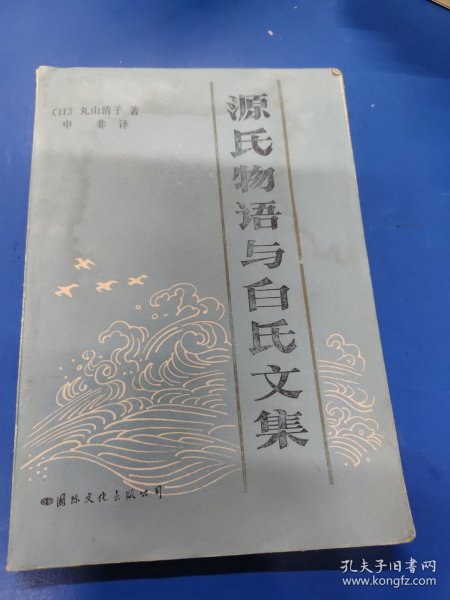 〔日〕丸山清子 著
申 非 译
源氏物语与白氏文集
国际文化出版公司
孔夫子旧书网
www.kongfz.com